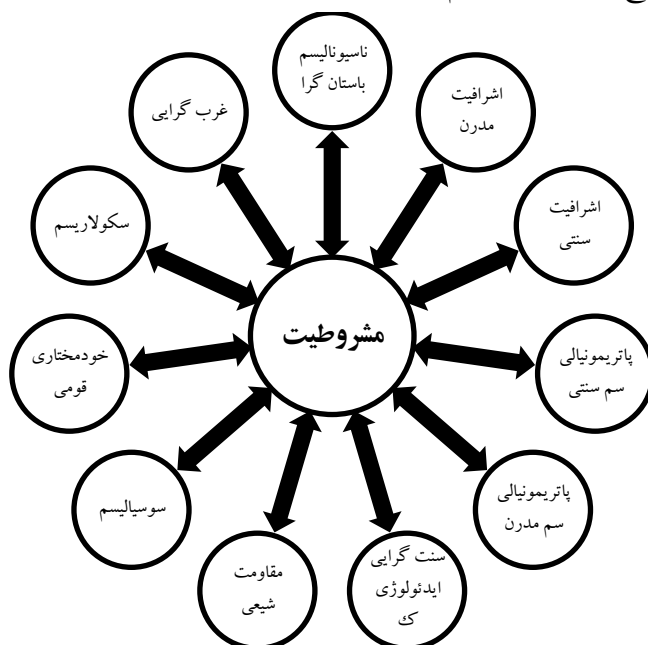 ناسیونالیسم
باستان گرا
اشرافیت
مدرن
اشرافیت
سنتی
پاتریمونیالی
سم سنتی
پاتریمونیالی
سم مدرن
سنت گرایی
ایدئولوژی
ک
مقاومت
شیعی
سوسیالیسم
خودمختاری
قومی
سکولاریسم
غرب گرایی
مشروطیت